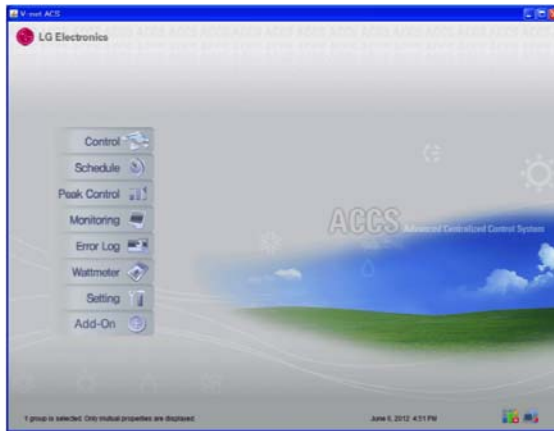 V-net ACS
LG Electronics
Control
Schedule
Peak Control
Monitoring
Error Log
Wattmeter
Setting
Add-On
ACCS Advanced Centralized Control System
1 group is selected. Only mutual properties are displayed.
June 6, 2012 4:51 PM